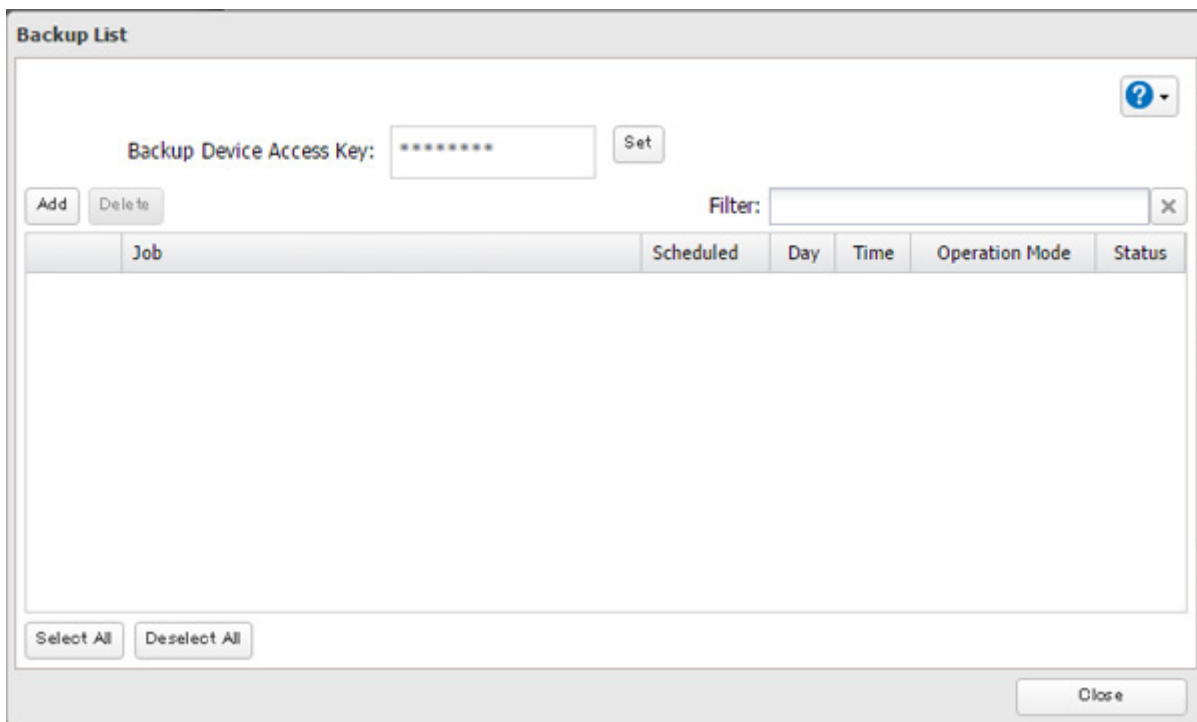 Backup List
Backup Device Access Key: ******** Set
Add Delete Filter:
Job Scheduled Day Time Operation Mode Status
Select All Deselect All
Close